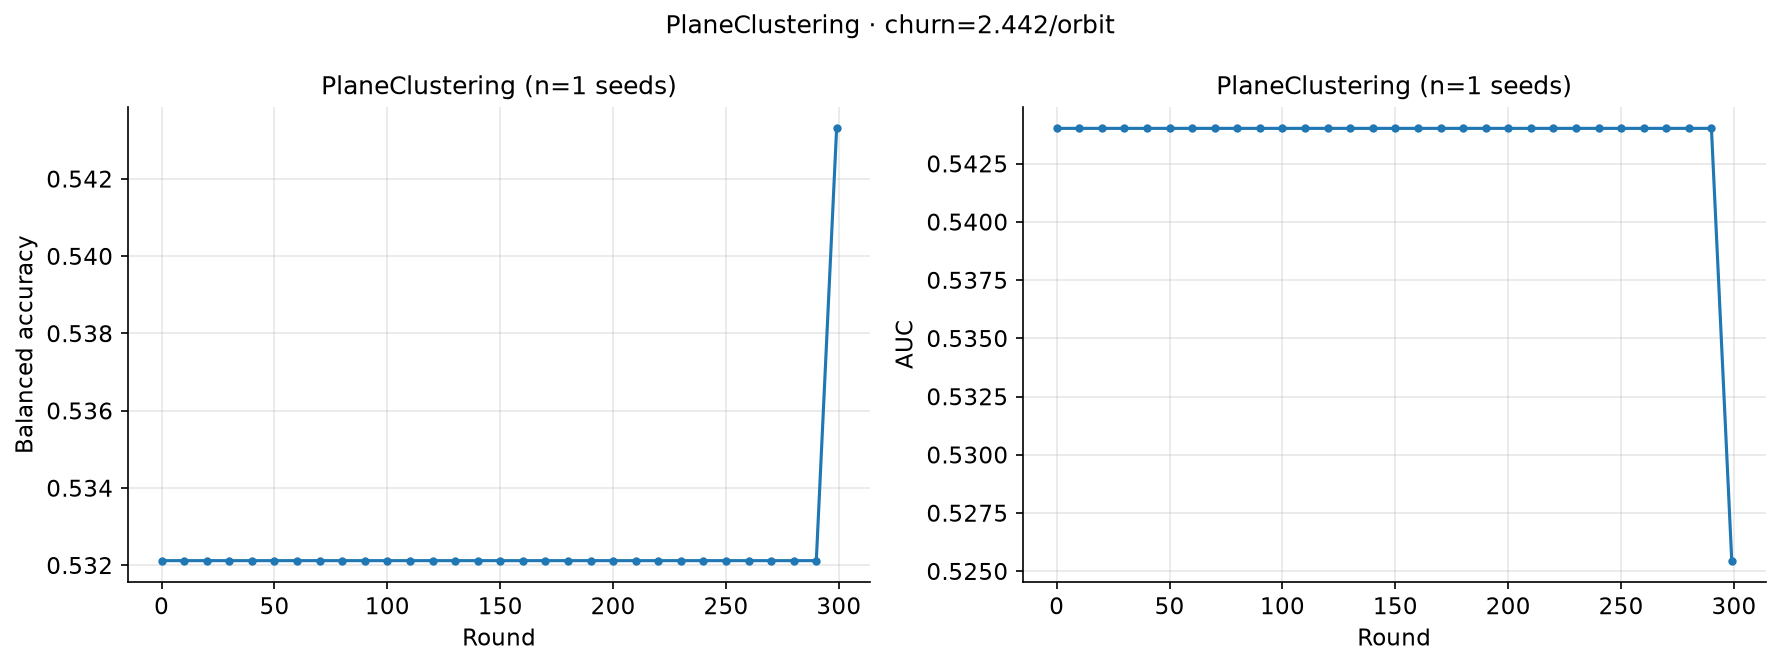 PlaneClustering · churn=2.442/orbit
PlaneClustering (n=1 seeds)
Balanced accuracy
0.542
0.540
0.538
0.536
0.534
0.532
0 50 100 150 200 250 300
Round
PlaneClustering (n=1 seeds)
AUC
0.5425
0.5400
0.5375
0.5350
0.5325
0.5300
0.5275
0.5250
0 50 100 150 200 250 300
Round